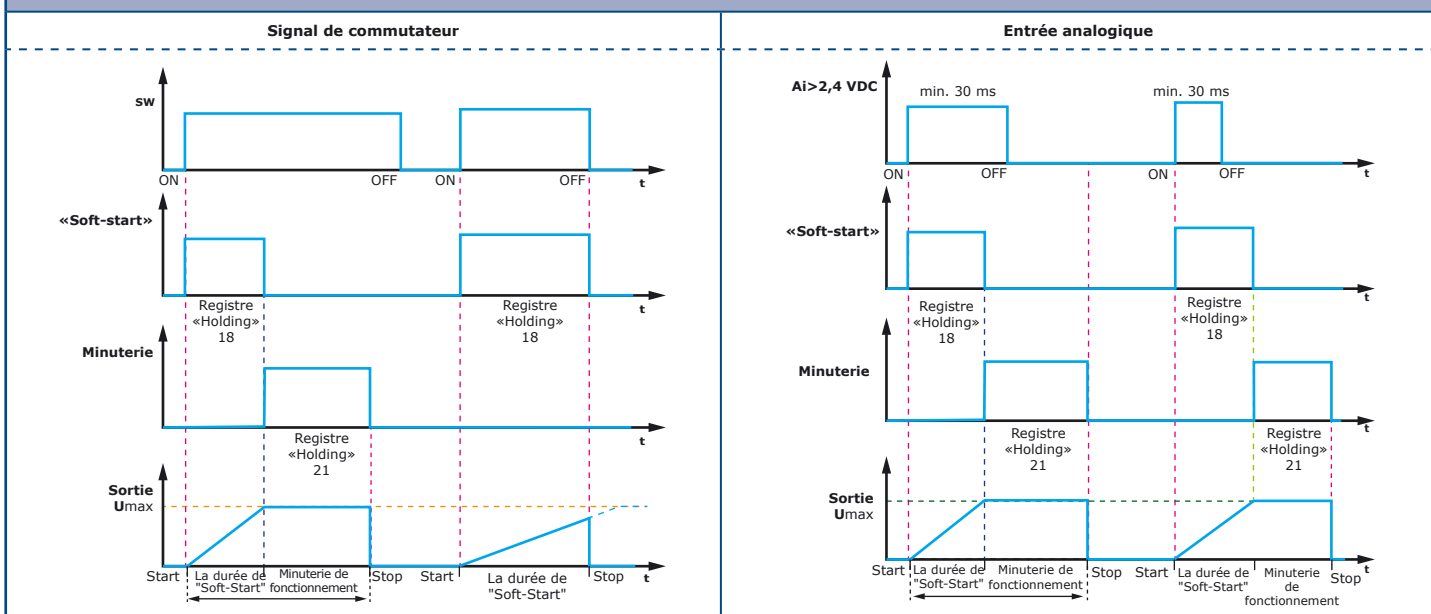 Signal de commutateur
SW
ON
OFF
ON
OFF
t
«Soft-start»
t
Registre
«Holding»
18
Registre
«Holding»
18
Minuterie
t
Registre
«Holding»
21
Sortie
Umax
Start
La durée de
"Soft-Start"
Minuterie de
fonctionnement
Stop
Start
La durée de
"Soft-Start"
Stop
t
Entrée analogique
Ai>2,4 VDC
min. 30 ms
min. 30 ms
ON
OFF
ON
OFF
t
«Soft-start»
t
Registre
«Holding»
18
Registre
«Holding»
18
Minuterie
t
Registre
«Holding»
21
Registre
«Holding»
21
Sortie
Umax
Start
La durée de
"Soft-Start"
Minuterie de
fonctionnement
Stop
Start
La durée de
"Soft-Start"
Minuterie
de
fonctionnement
Stop
t